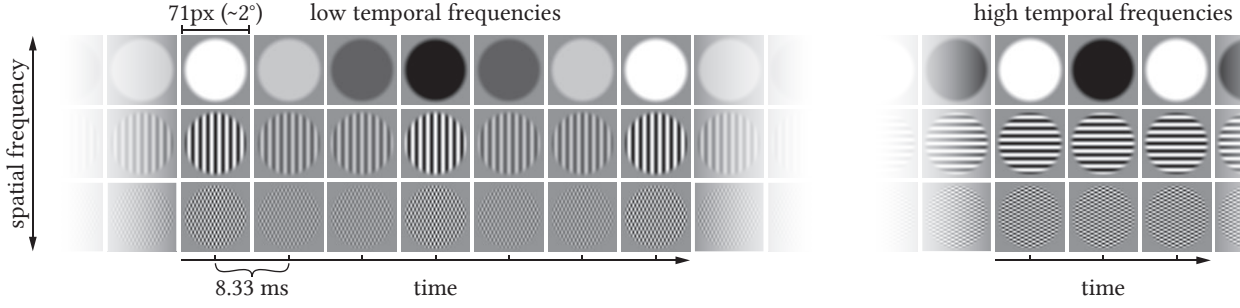 71px (~2°)
low temporal frequencies
high temporal frequencies
spatial frequency
8.33 ms
time
time